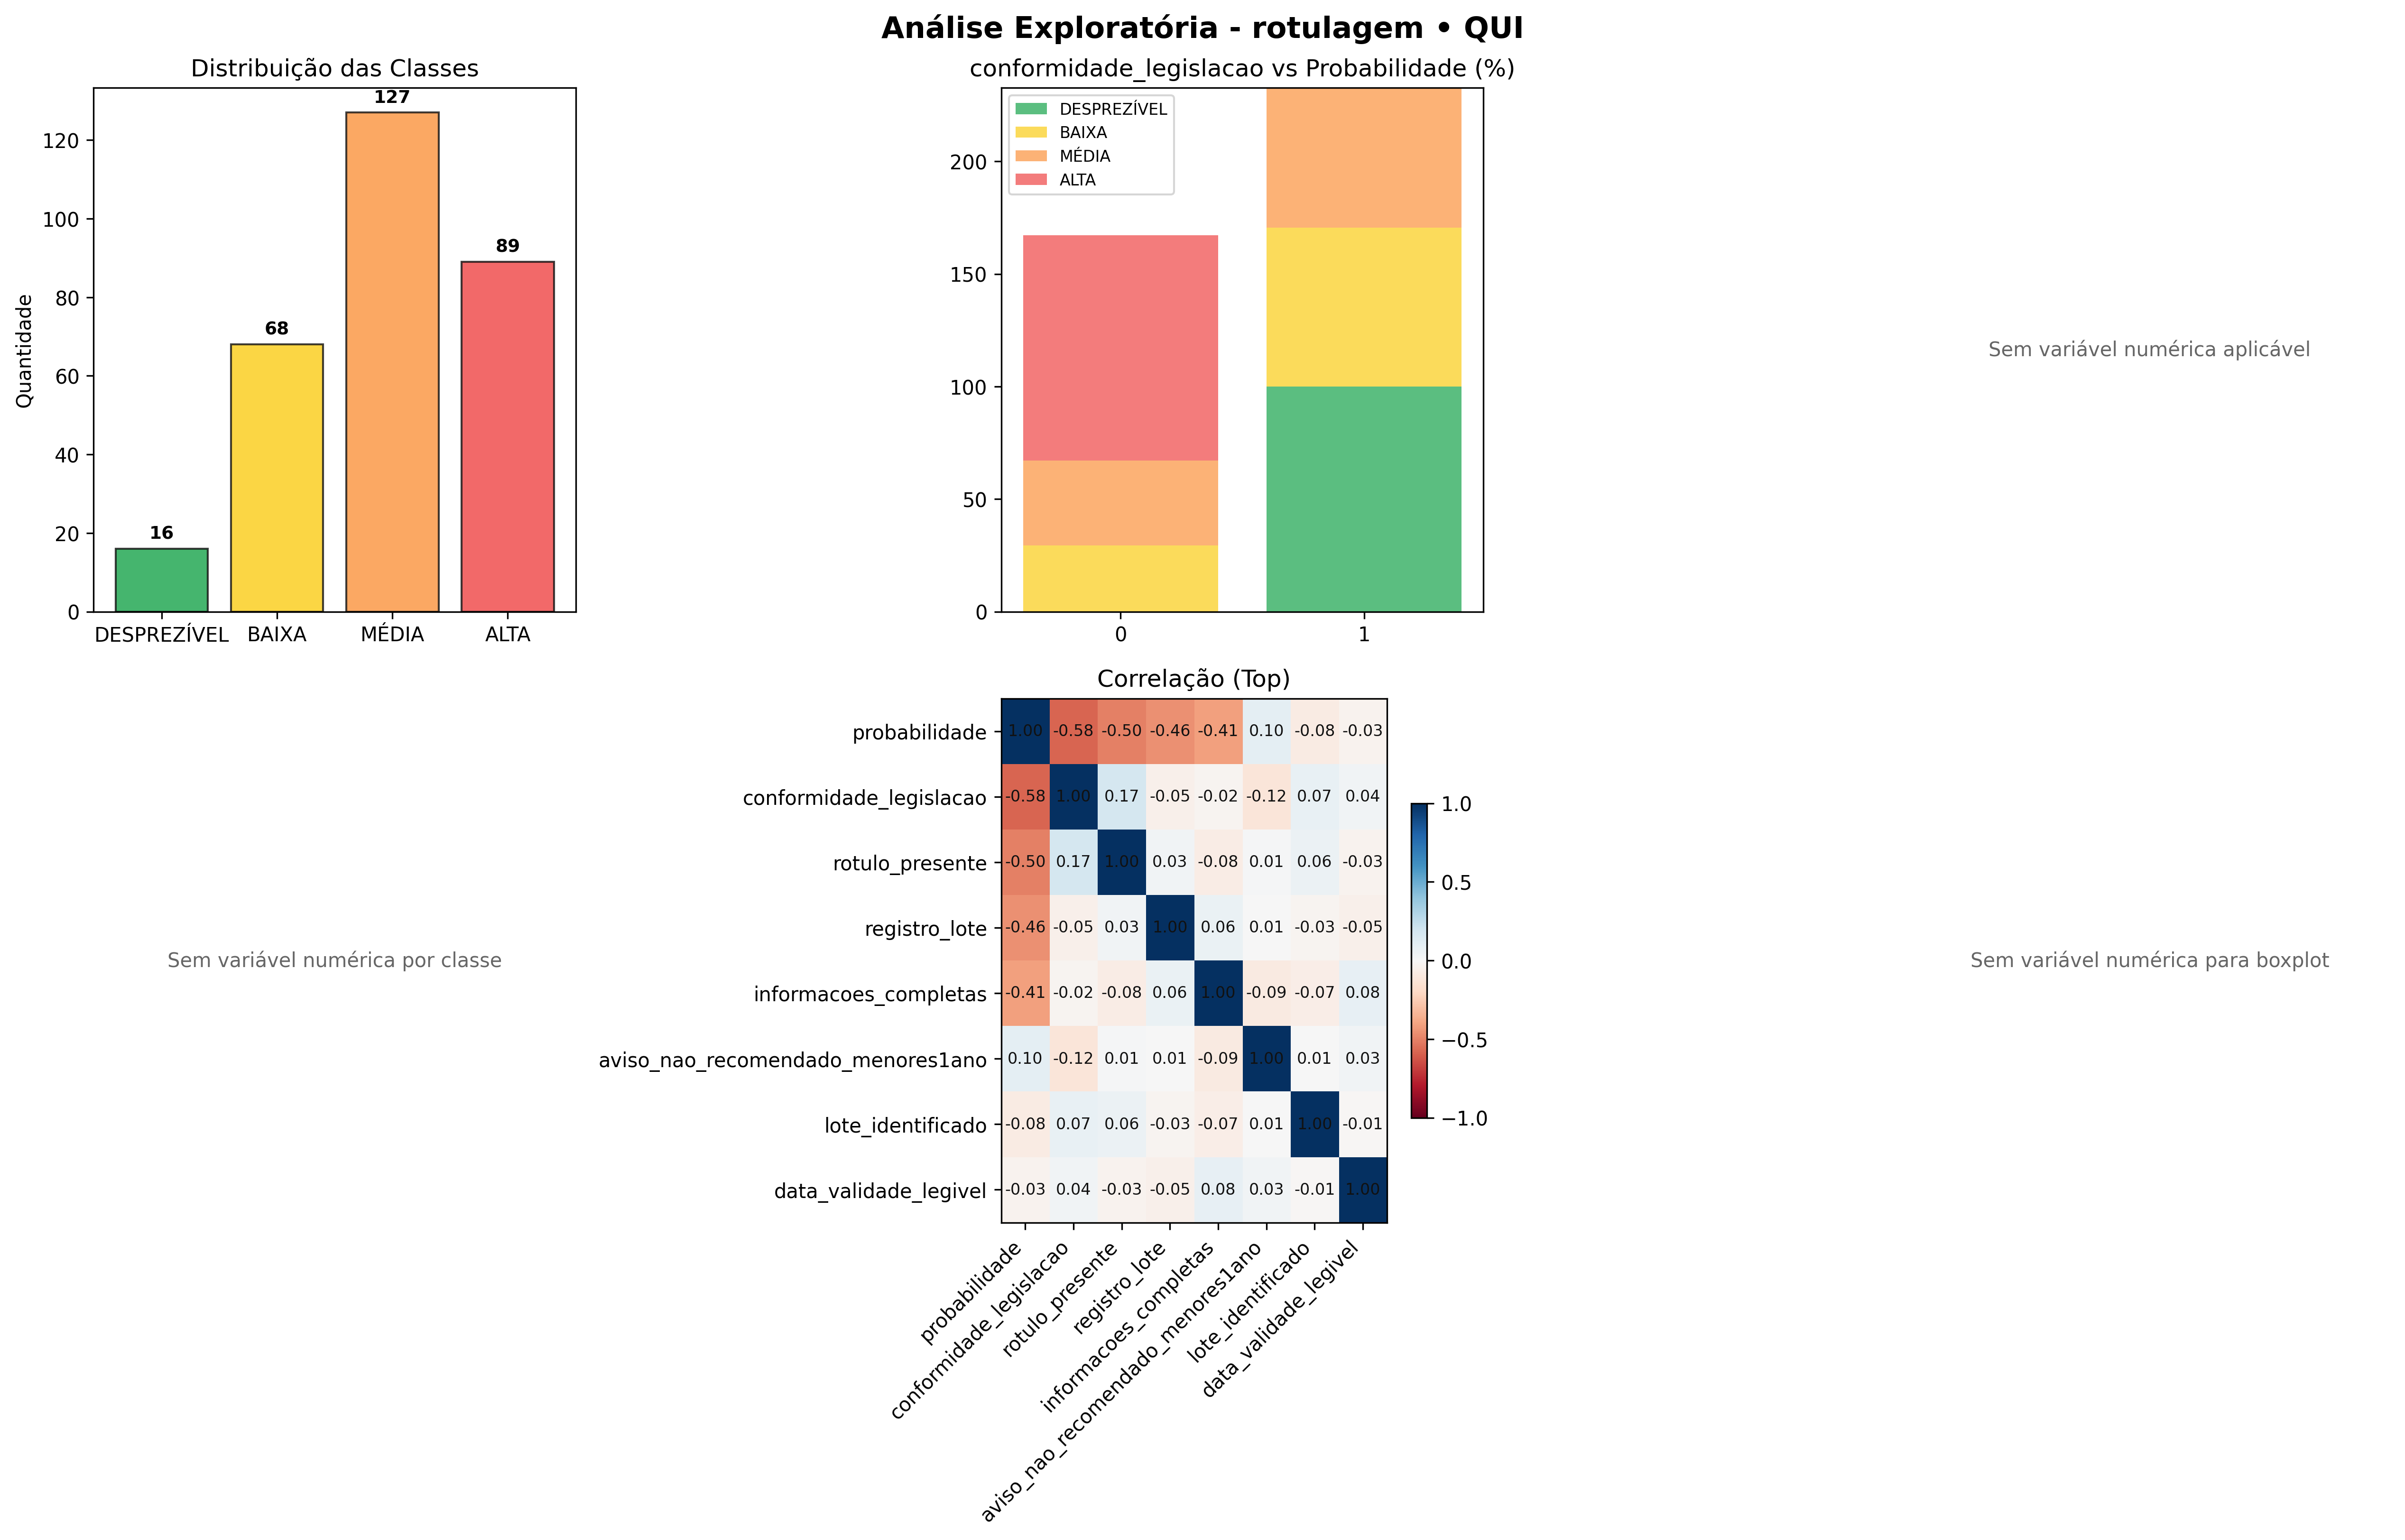 Análise Exploratória - rotulagem • QUI
Distribuição das Classes
Quantidade
120
100
80
60
40
20
0
16
68
127
89
DESPREZÍVEL BAIXA MÉDIA ALTA
conformidade_legislacao vs Probabilidade (%)
DESPREZÍVEL
BAIXA
MÉDIA
ALTA
200
150
100
50
0
0 1
Sem variável numérica aplicável
Sem variável numérica por classe
Correlação (Top)
probabilidade 1.00 -0.58 -0.50 -0.46 -0.41 0.10 -0.08 -0.03
conformidade_legislacao -0.58 1.00 0.17 -0.05 -0.02 -0.12 0.07 0.04
rotulo_presente -0.50 0.17 1.00 0.03 -0.08 0.01 0.06 -0.03
registro_lote -0.46 -0.05 0.03 1.00 0.06 0.01 -0.03 -0.05
informacoes_completas -0.41 -0.02 -0.08 0.06 1.00 -0.09 -0.07 0.08
aviso_nao_recomendado_menores1ano 0.10 -0.12 0.01 0.01 -0.09 1.00 0.01 0.03
lote_identificado -0.08 0.07 0.06 -0.03 -0.07 0.01 1.00 -0.01
data_validade_legivel -0.03 0.04 -0.03 -0.05 0.08 0.03 -0.01 1.00
probabilidade
conformidade_legislacao
rotulo_presente
registro_lote
informacoes_completas
aviso_nao_recomendado_menores1ano
lote_identificado
data_validade_legivel
1.0
0.5
0.0
−0.5
−1.0
Sem variável numérica para boxplot